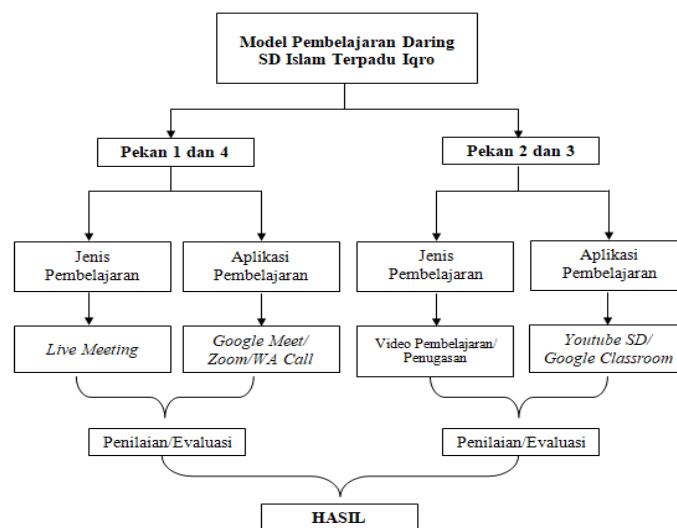 Model Pembelajaran Daring
SD Islam Terpadu Iqro
Pekan 1 dan 4
Pekan 2 dan 3
Jenis
Pembelajaran
Aplikasi
Pembelajaran
Jenis
Pembelajaran
Aplikasi
Pembelajaran
Live Meeting
Google Meet/
Zoom/WA Call
Video Pembelajaran/
Penugasan
Youtube SD/
Google Classroom
Penilaian/Evaluasi
Penilaian/Evaluasi
HASIL